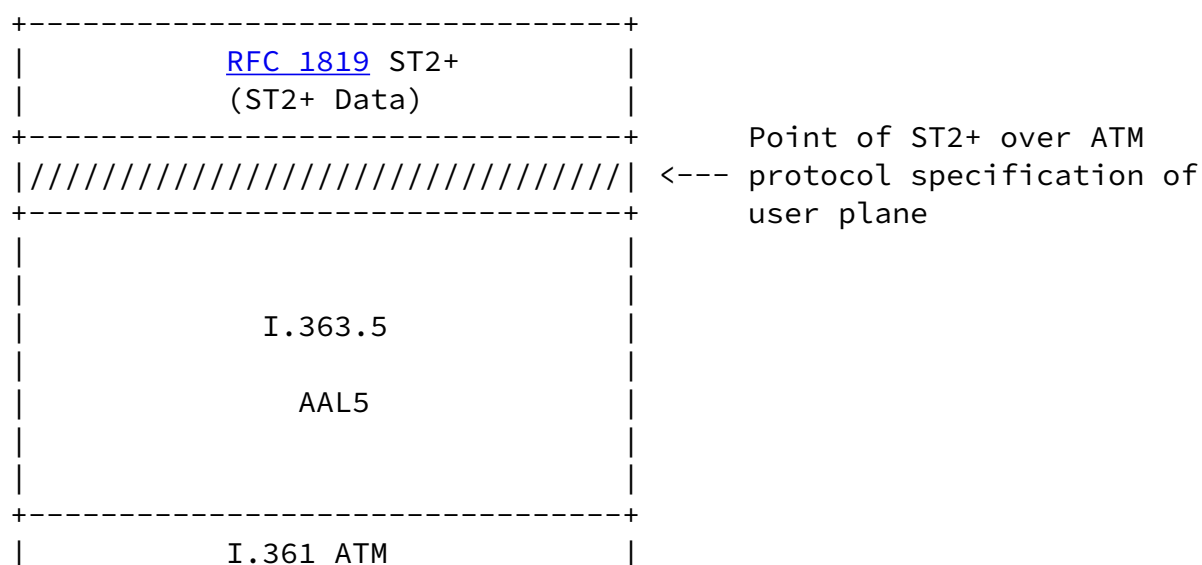 +---------------------------------+
|           RFC 1819 ST2+         |
|           (ST2+ Data)           |
+---------------------------------+      Point of ST2+ over ATM
|/////////////////////////////////| <--- protocol specification of
+---------------------------------+      user plane
|                                 |
|                                 |
|             I.363.5             |
|                                 |
|               AAL5              |
|                                 |
|                                 |
+---------------------------------+
|           I.361 ATM             |